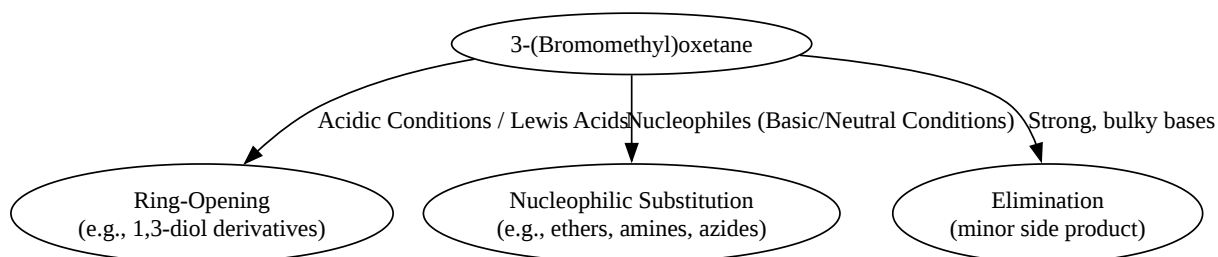 3-(Bromomethyl)oxetane
Acidic Conditions / Lewis Acids
Nucleophiles (Basic/Neutral Conditions)
Strong, bulky bases
Ring-Opening
(e.g., 1,3-diol derivatives)
Nucleophilic Substitution
(e.g., ethers, amines, azides)
Elimination
(minor side product)